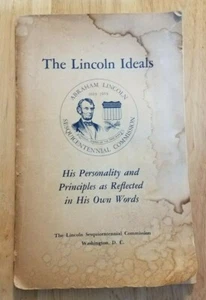 The Lincoln Ideals
ABRAHAM LINCOLN
SESQUICENTENNIAL COMMISSION
His Personality and
Principles as Reflected
in His Own Words
The Lincoln Sesquicentennial Commission
Washington, D. C.